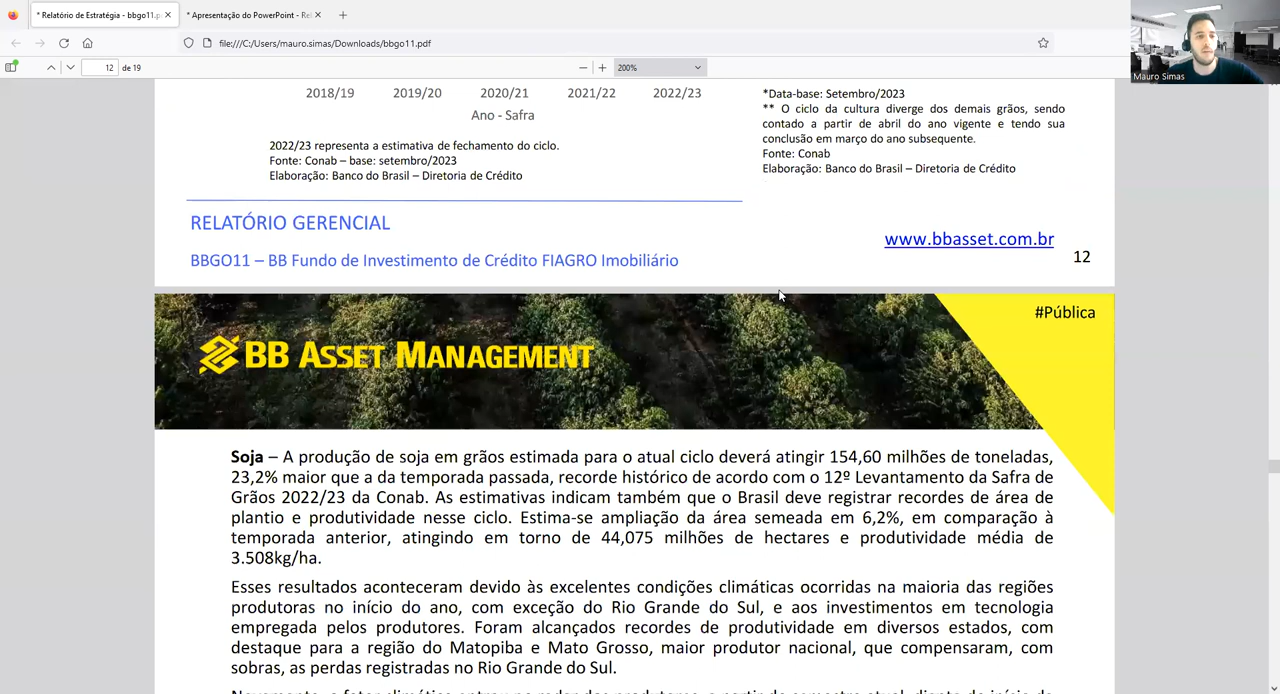 * Relatório de Estratégia - bbgo11.p
* Apresentação do PowerPoint - Rel
file:///C:/Users/mauro.simas/Downloads/bbgo11.pdf
12 de 19
200%
Mauro Simas
2018/19 2019/20 2020/21 2021/22 2022/23
Ano - Safra
2022/23 representa a estimativa de fechamento do ciclo.
Fonte: Conab – base: setembro/2023
Elaboração: Banco do Brasil – Diretoria de Crédito
*Data-base: Setembro/2023
** O ciclo da cultura diverge dos demais grãos, sendo
contado a partir de abril do ano vigente e tendo sua
conclusão em março do ano subsequente.
Fonte: Conab
Elaboração: Banco do Brasil – Diretoria de Crédito
RELATÓRIO GERENCIAL
BBGO11 – BB Fundo de Investimento de Crédito FIAGRO Imobiliário
www.bbasset.com.br
12
#Pública
BB ASSET MANAGEMENT
Soja – A produção de soja em grãos estimada para o atual ciclo deverá atingir 154,60 milhões de toneladas,
23,2% maior que a da temporada passada, recorde histórico de acordo com o 12º Levantamento da Safra de
Grãos 2022/23 da Conab. As estimativas indicam também que o Brasil deve registrar recordes de área de
plantio e produtividade nesse ciclo. Estima-se ampliação da área semeada em 6,2%, em comparação à
temporada anterior, atingindo em torno de 44,075 milhões de hectares e produtividade média de
3.508kg/ha.
Esses resultados aconteceram devido às excelentes condições climáticas ocorridas na maioria das regiões
produtoras no início do ano, com exceção do Rio Grande do Sul, e aos investimentos em tecnologia
empregada pelos produtores. Foram alcançados recordes de produtividade em diversos estados, com
destaque para a região do Matopiba e Mato Grosso, maior produtor nacional, que compensaram, com
sobras, as perdas registradas no Rio Grande do Sul.